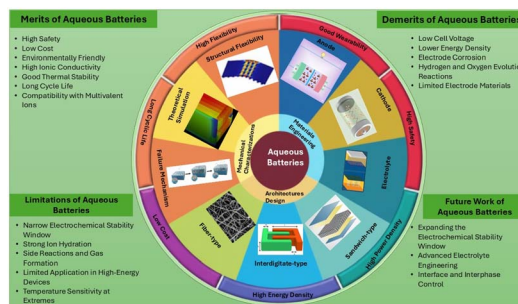 Merits of Aqueous Batteries
• High Safety
• Low Cost
• Environmentally Friendly
• High Ionic Conductivity
• Good Thermal Stability
• Long Cycle Life
• Compatibility with Multivalent
Ions
Demerits of Aqueous Batteries
• Low Cell Voltage
• Lower Energy Density
• Electrode Corrosion
• Hydrogen and Oxygen Evolution
Reactions
• Limited Electrode Materials
High Flexibility
Good Wearability
High Safety
High Power Density
High Energy Density
Low Cost
Long Cyclic Life
Structural Flexibility
Anode
Cathode
Electrolyte
Sandwich-type
Interdigitate-type
Fiber-type
Failure Mechanism
Theoretical
Simulation
Mechanical
Characterizations
Materials
Engineering
Architectures
Design
Aqueous
Batteries
Limitations of Aqueous
Batteries
• Narrow Electrochemical Stability
Window
• Strong Ion Hydration
• Side Reactions and Gas
Formation
• Limited Application in High-Energy
Devices
• Temperature Sensitivity at
Extremes
Future Work of
Aqueous Batteries
• Expanding the
Electrochemical Stability
Window
• Advanced Electrolyte
Engineering
• Interface and Interphase
Control